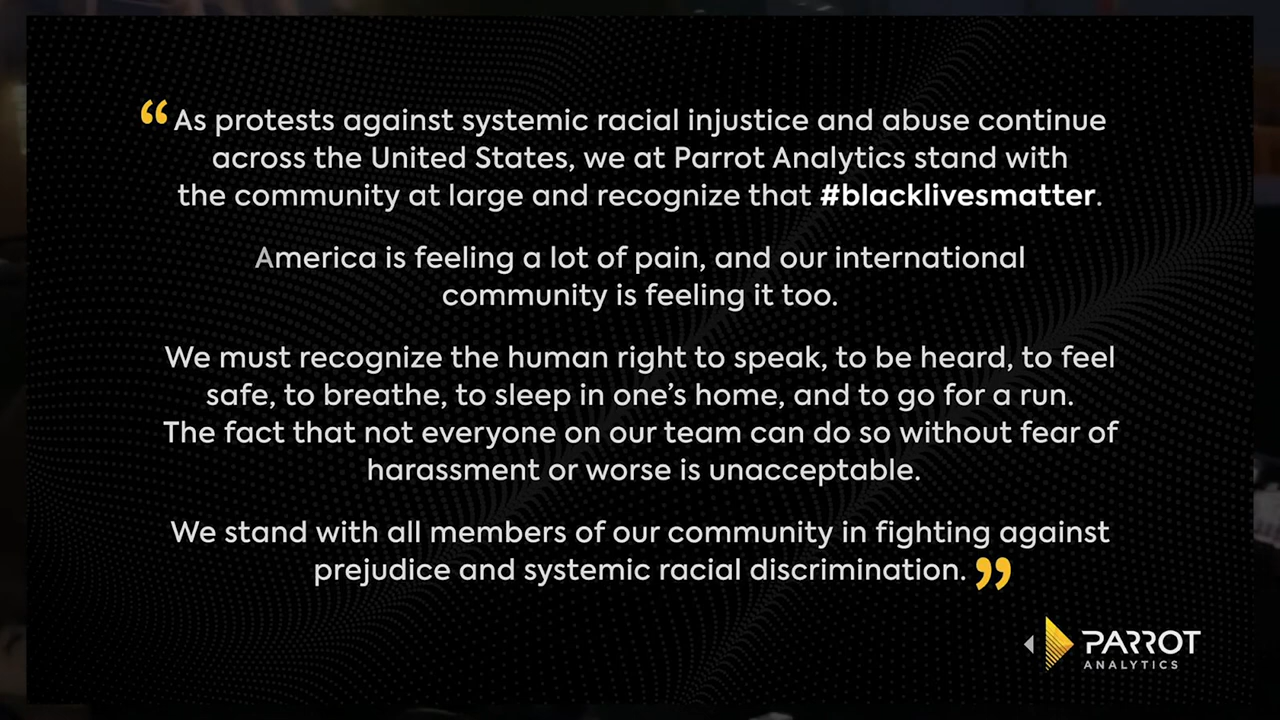 “As protests against systemic racial injustice and abuse continue
across the United States, we at Parrot Analytics stand with
the community at large and recognize that #blacklivesmatter.
America is feeling a lot of pain, and our international
community is feeling it too.
We must recognize the human right to speak, to be heard, to feel
safe, to breathe, to sleep in one’s home, and to go for a run.
The fact that not everyone on our team can do so without fear of
harassment or worse is unacceptable.
We stand with all members of our community in fighting against
prejudice and systemic racial discrimination.”
PARROT
ANALYTICS